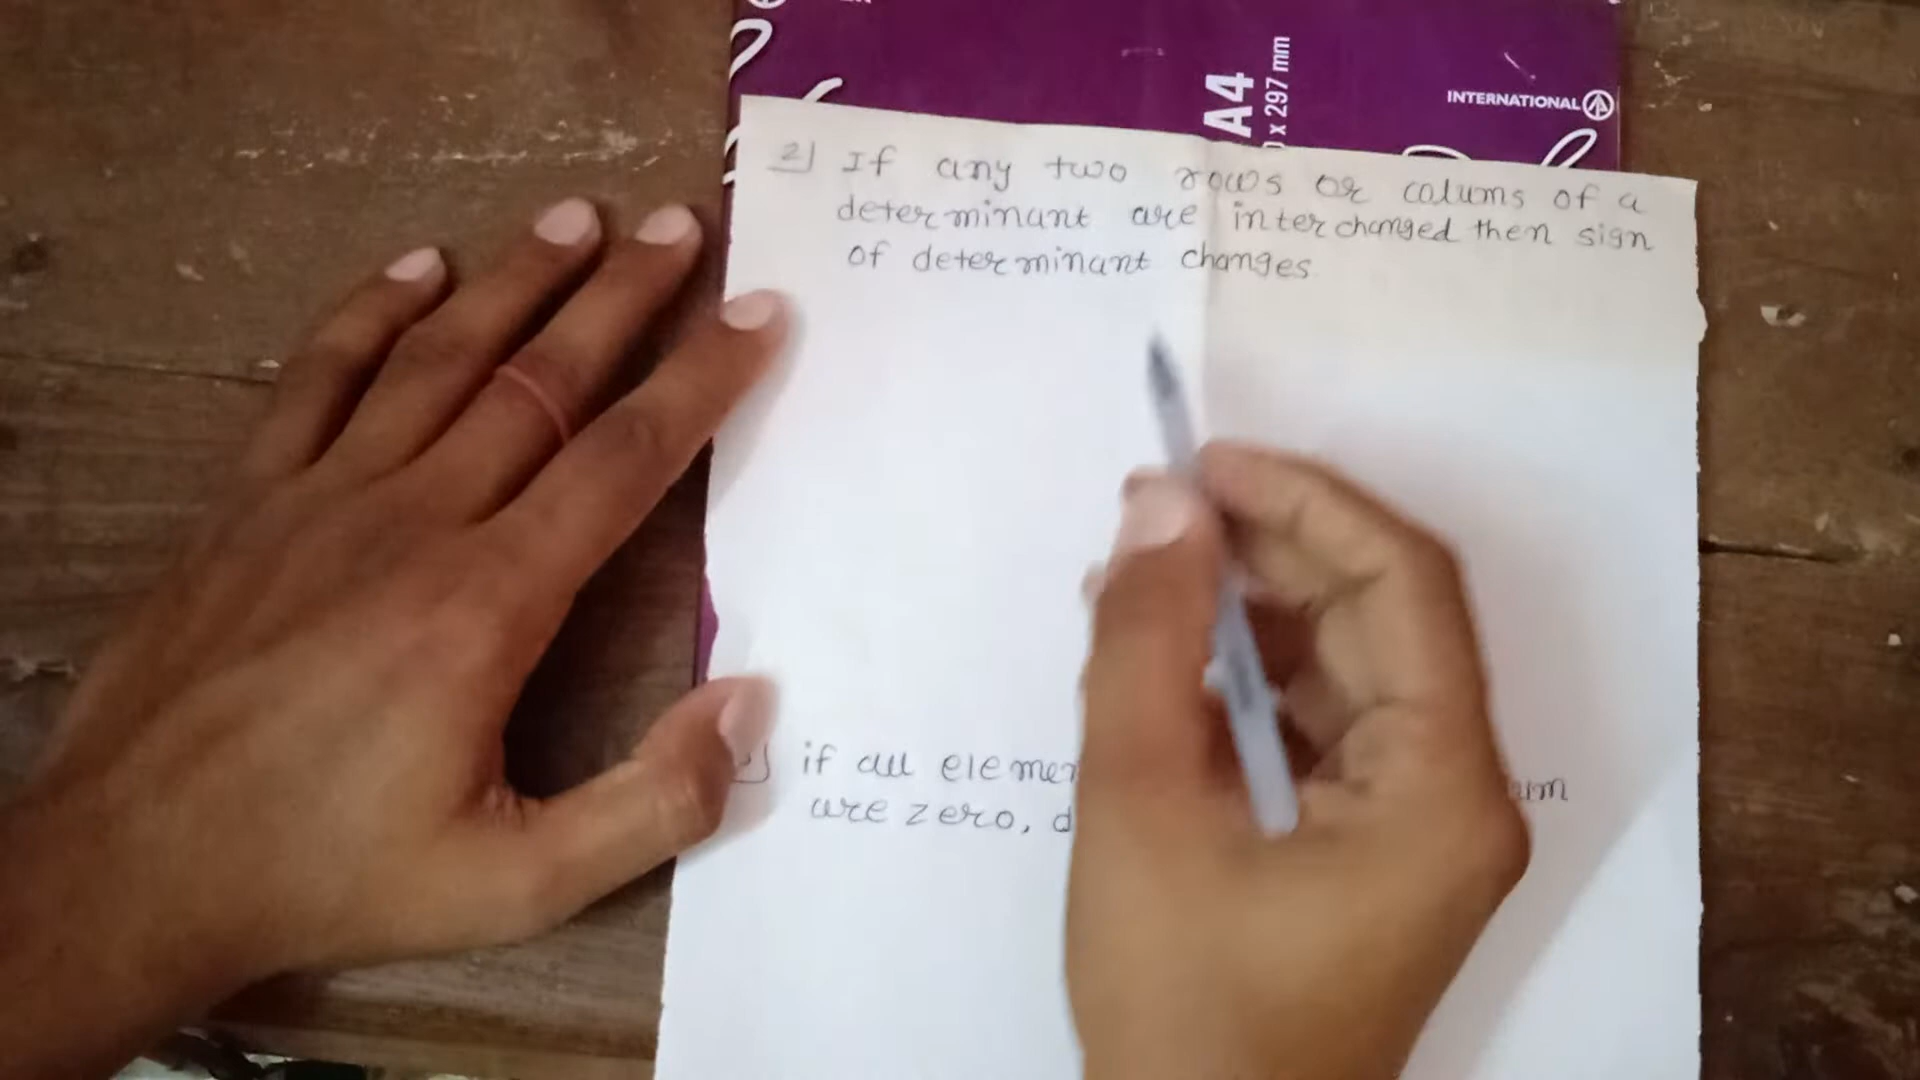 A4
x 297 mm
INTERNATIONAL
2] If any two rows or colums of a
determinant are interchanged then sign
of determinant changes
if all
are zero,